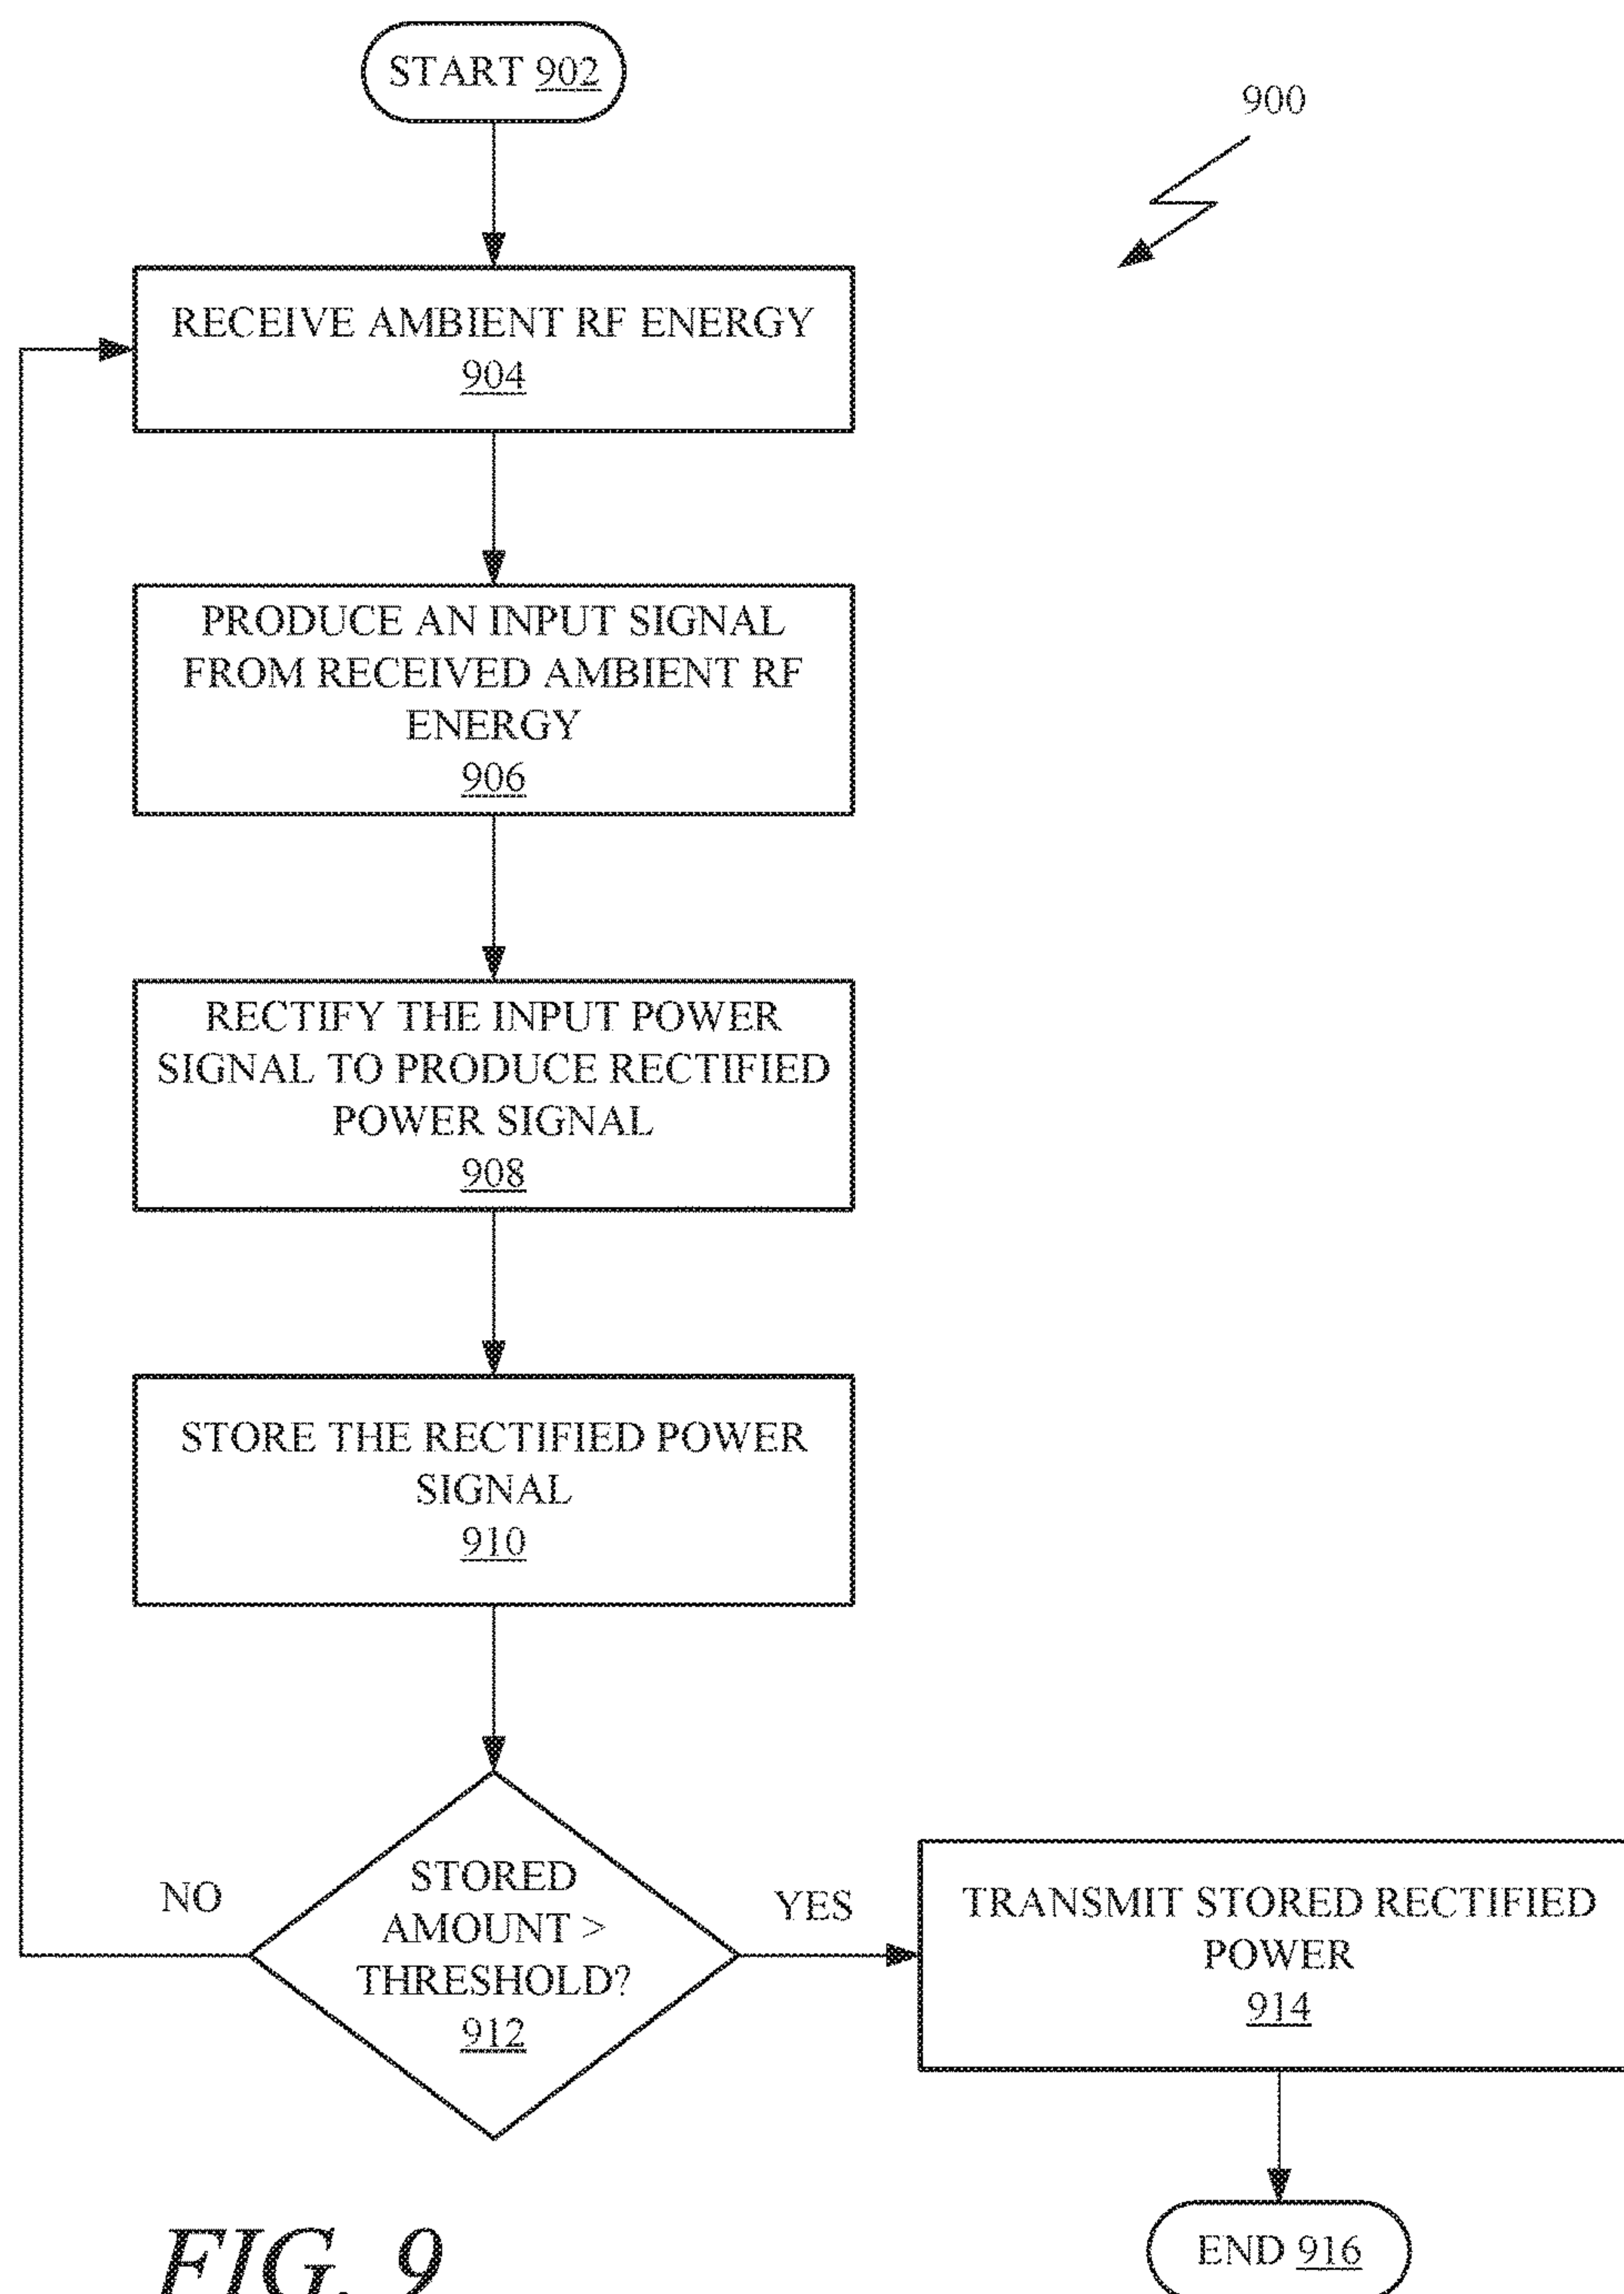 START 902
900
RECEIVE AMBIENT RF ENERGY
904
PRODUCE AN INPUT SIGNAL
FROM RECEIVED AMBIENT RF
ENERGY
906
RECTIFY THE INPUT POWER
SIGNAL TO PRODUCE RECTIFIED
POWER SIGNAL
908
STORE THE RECTIFIED POWER
SIGNAL
910
STORED
AMOUNT >
THRESHOLD?
912
NO
YES
TRANSMIT STORED RECTIFIED
POWER
914
END 916
FIG. 9